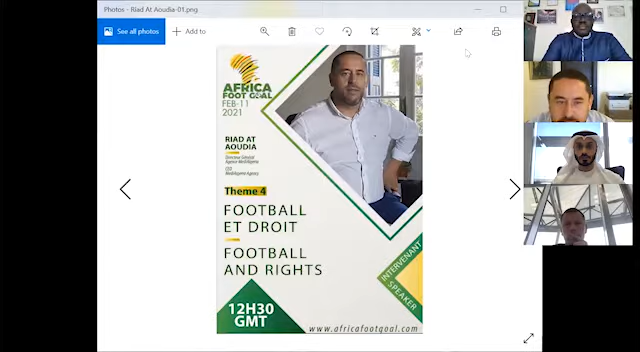 Photos - Riad At Aoudia-01.png
See all photos
Add to
AFRICA
FOOT GOAL
FEB-11
2021
RIAD AT
AOUDIA
Theme 4
FOOTBALL
ET DROIT
FOOTBALL
AND RIGHTS
INTERVENANT
SPEAKER
12H30
GMT
www.africafootgoal.com